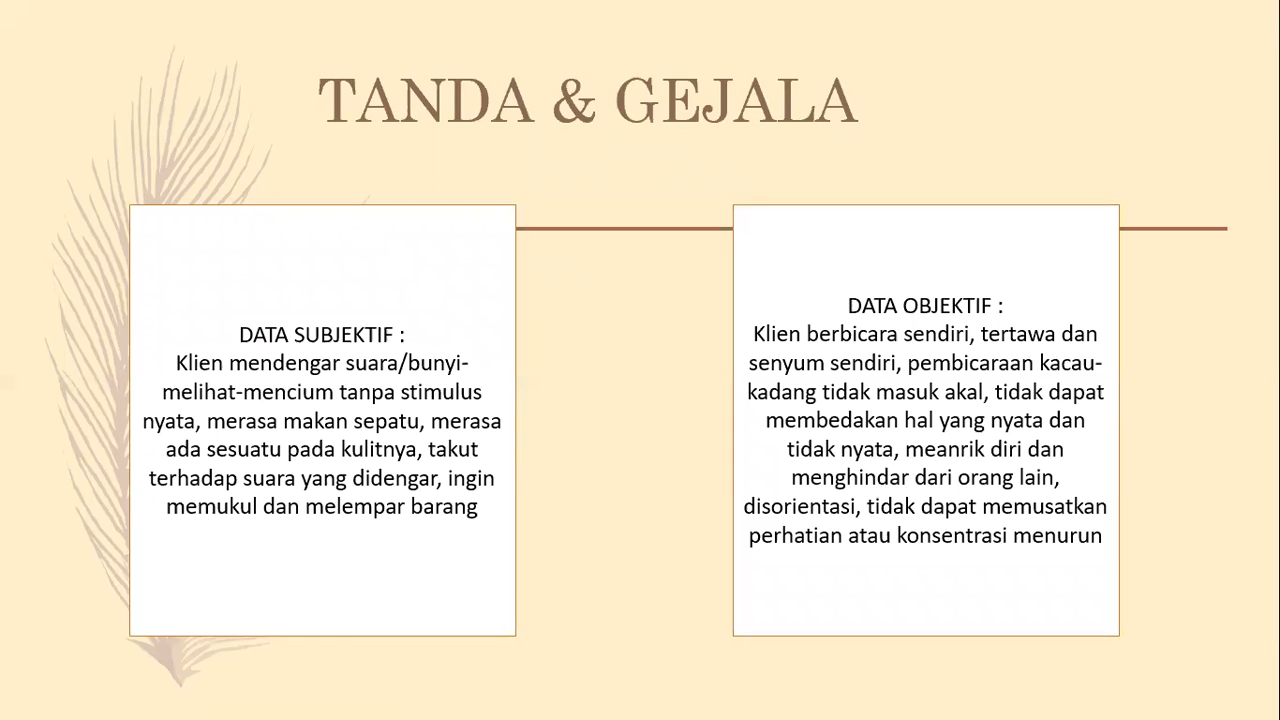 TANDA & GEJALA
DATA SUBJEKTIF :
Klien mendengar suara/bunyi-
melihat-mencium tanpa stimulus
nyata, merasa makan sepatu, merasa
ada sesuatu pada kulitnya, takut
terhadap suara yang didengar, ingin
memukul dan melempar barang
DATA OBJEKTIF :
Klien berbicara sendiri, tertawa dan
senyum sendiri, pembicaraan kacau-
kadang tidak masuk akal, tidak dapat
membedakan hal yang nyata dan
tidak nyata, meanrik diri dan
menghindar dari orang lain,
disorientasi, tidak dapat memusatkan
perhatian atau konsentrasi menurun